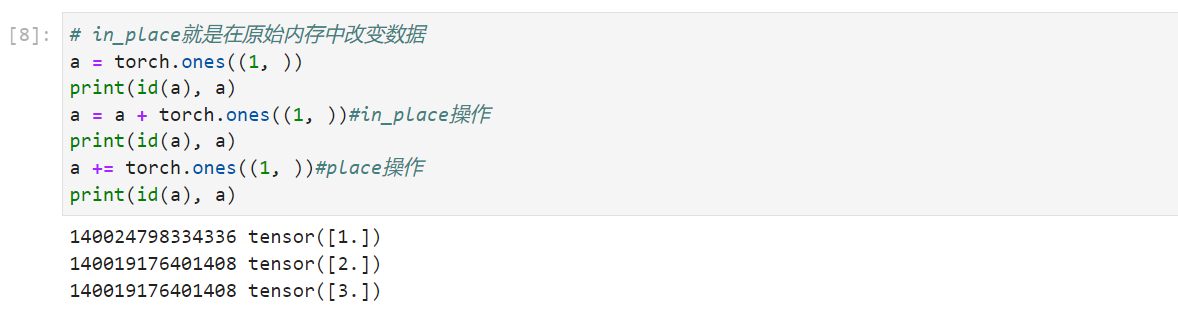 [8]:
# in_place就是在原始内存中改变数据
a = torch.ones((1, ))
print(id(a), a)
a = a + torch.ones((1, ))#in_place操作
print(id(a), a)
a += torch.ones((1, ))#place操作
print(id(a), a)
140024798334336 tensor([1.])
140019176401408 tensor([2.])
140019176401408 tensor([3.])